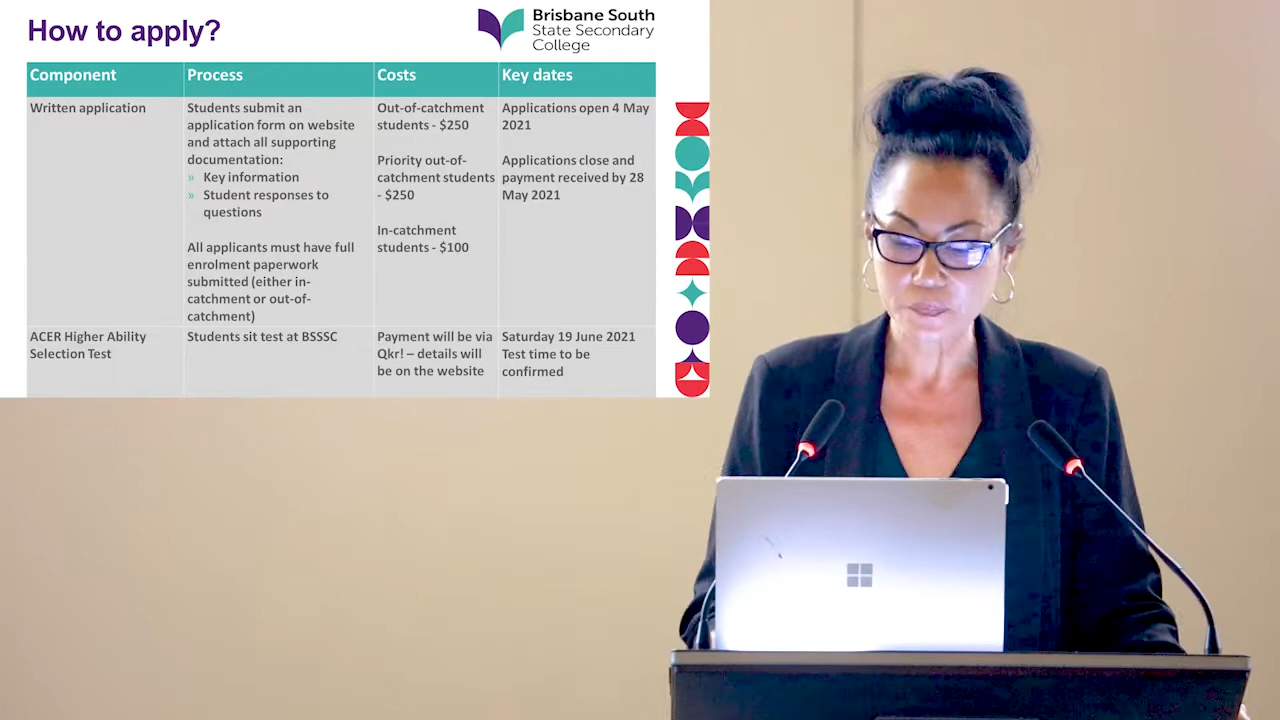 How to apply?
Brisbane South
State Secondary
College
Component
Process
Costs
Key dates
Written application
Students submit an
application form on website
and attach all supporting
documentation:
» Key information
» Student responses to
questions
All applicants must have full
enrolment paperwork
submitted (either in-
catchment or out-of-
catchment)
Out-of-catchment
students - $250
Priority out-of-
catchment students
- $250
In-catchment
students - $100
Applications open 4 May
2021
Applications close and
payment received by 28
May 2021
ACER Higher Ability
Selection Test
Students sit test at BSSSC
Payment will be via
Qkr! – details will
be on the website
Saturday 19 June 2021
Test time to be
confirmed